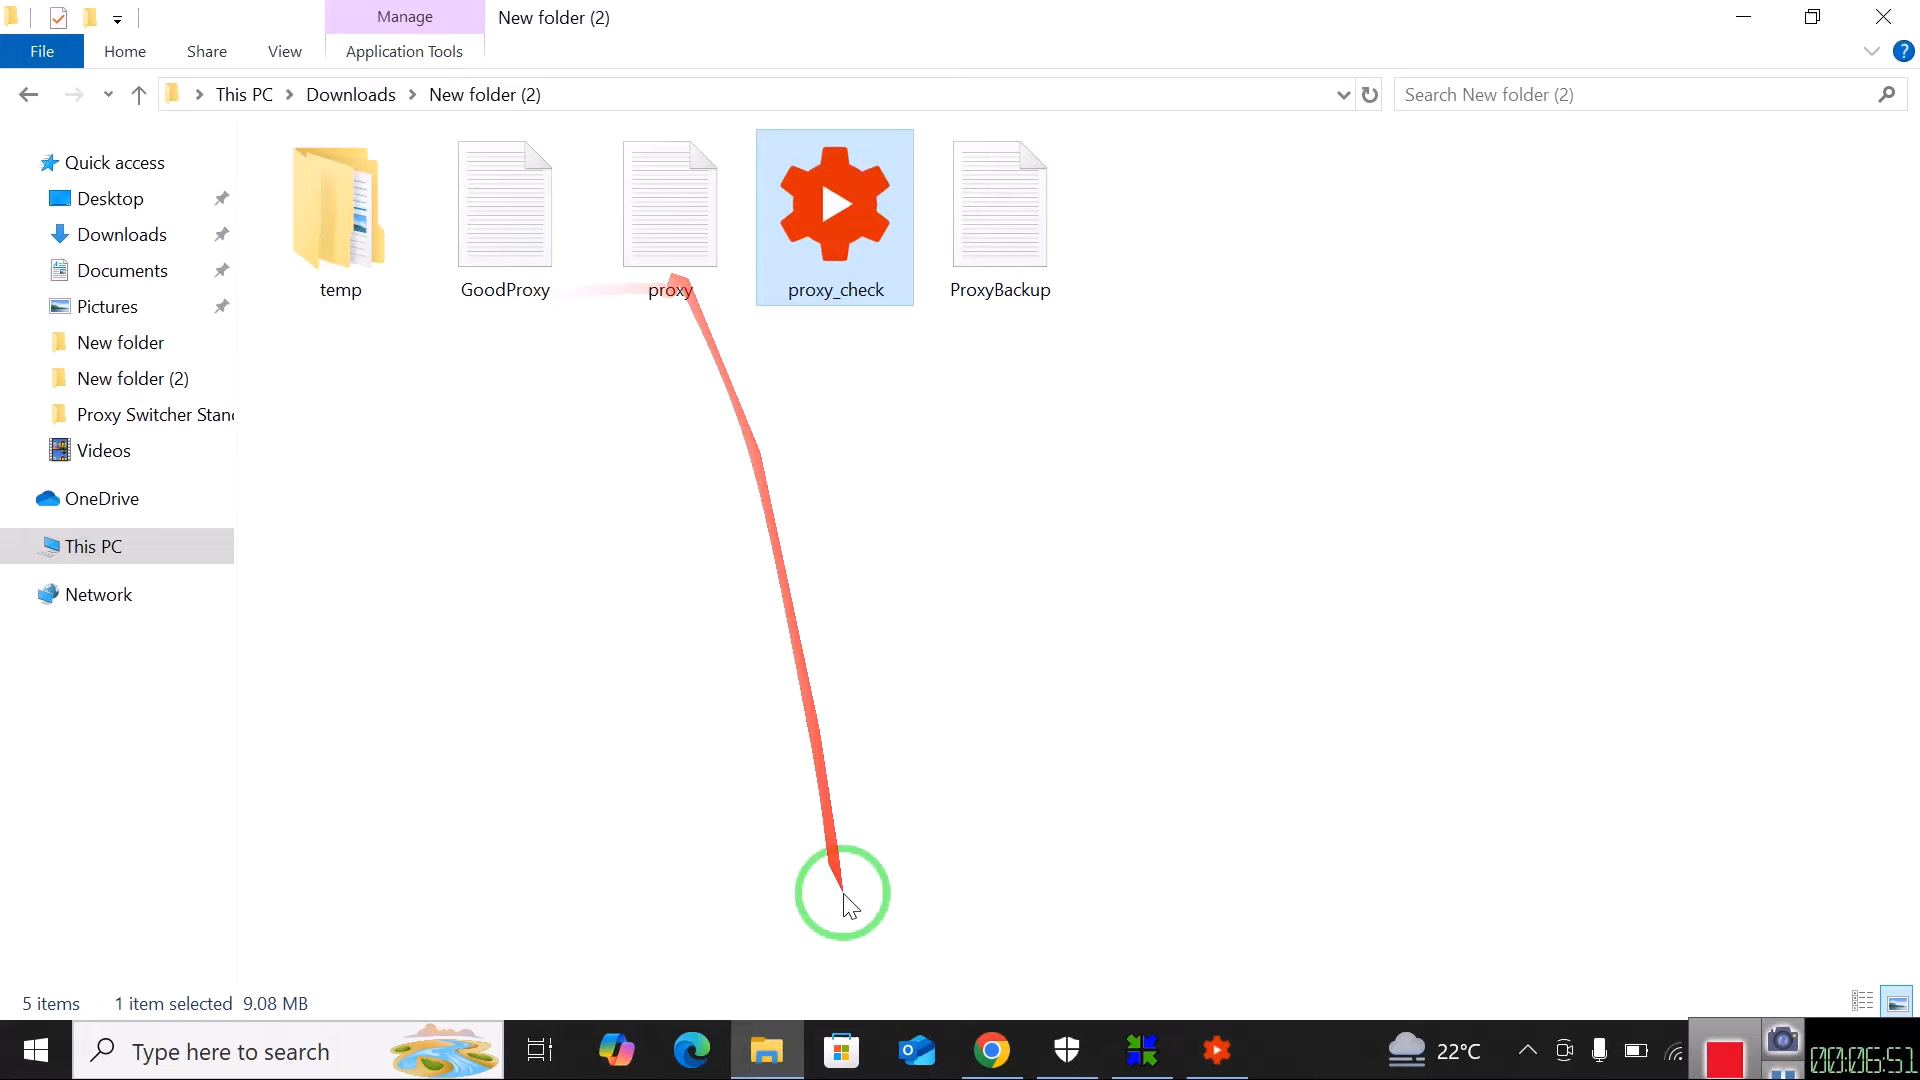 Manage
New folder (2)
File
Home
Share
View
Application Tools
?
This PC
Downloads
New folder (2)
Search New folder (2)
Quick access
Desktop
Downloads
Documents
Pictures
New folder
New folder (2)
Proxy Switcher Stand
Videos
OneDrive
This PC
Network
temp
GoodProxy
proxy
proxy_check
ProxyBackup
5 items
1 item selected
9.08 MB
Type here to search
22°C
00:06:51